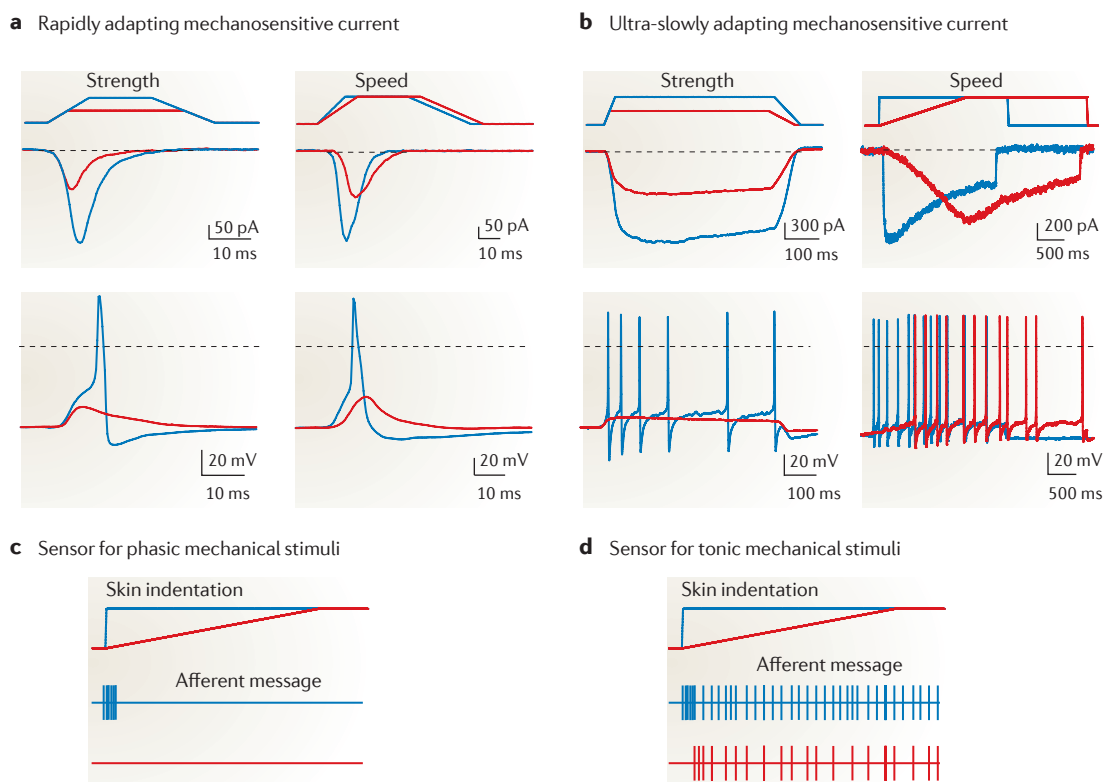 a Rapidly adapting mechanosensitive current
b Ultra-slowly adapting mechanosensitive current
Strength
Speed
Strength
Speed
50 pA
10 ms
50 pA
10 ms
300 pA
100 ms
200 pA
500 ms
20 mV
10 ms
20 mV
10 ms
20 mV
100 ms
20 mV
500 ms
c Sensor for phasic mechanical stimuli
d Sensor for tonic mechanical stimuli
Skin indentation
Skin indentation
Afferent message
Afferent message